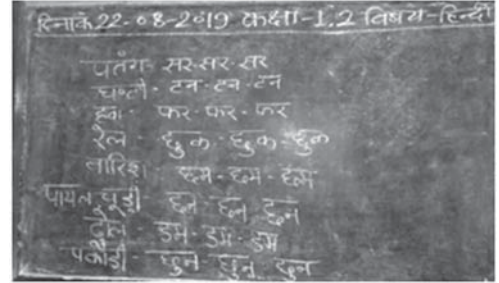 दिनांक 22-08-2019 कक्षा-1,2 विषय-हिन्दी
पतंग- सर-सर-सर
घण्टी- टन-टन-टन
हवा- फर-फर-फर
रेल- छुक-छुक-छुक
बारिश- छम-छम-छम
पायल, चूड़ी छन छन छन
ढोल- डम-डम-डम
पकौड़ी- छुन-छुन छुन